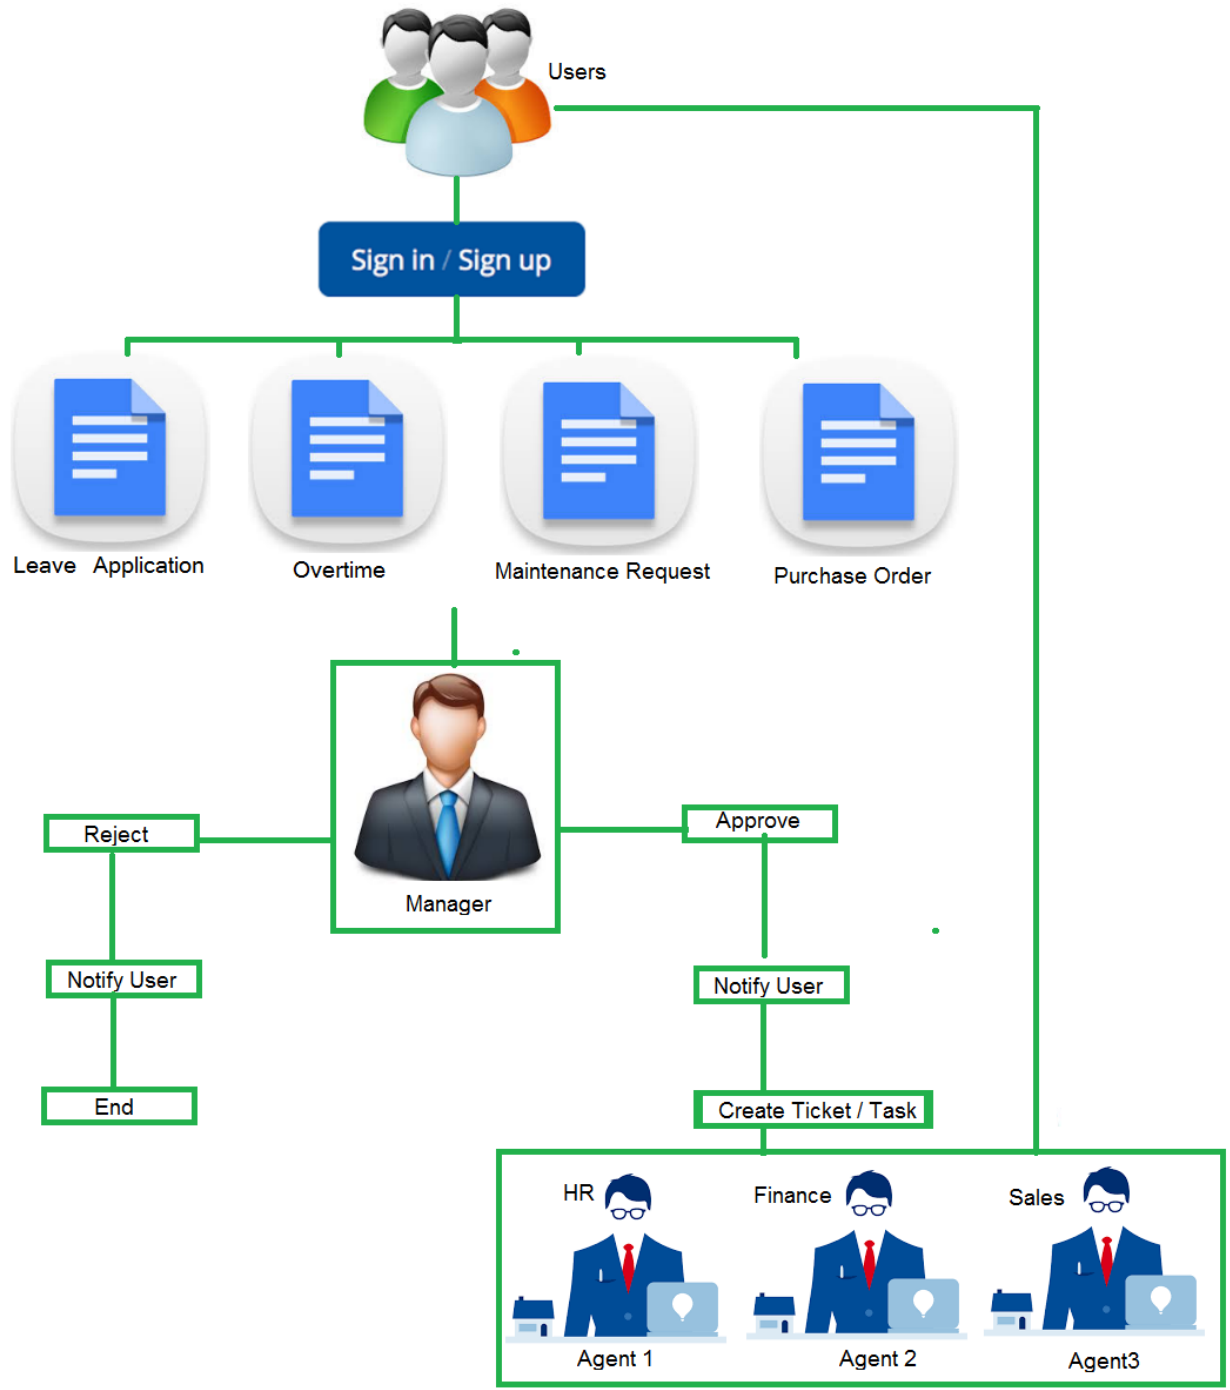 Users
Sign in / Sign up
Leave Application
Overtime
Maintenance Request
Purchase Order
Manager
Reject
Approve
Notify User
Notify User
End
Create Ticket / Task
HR
Finance
Sales
Agent 1
Agent 2
Agent3